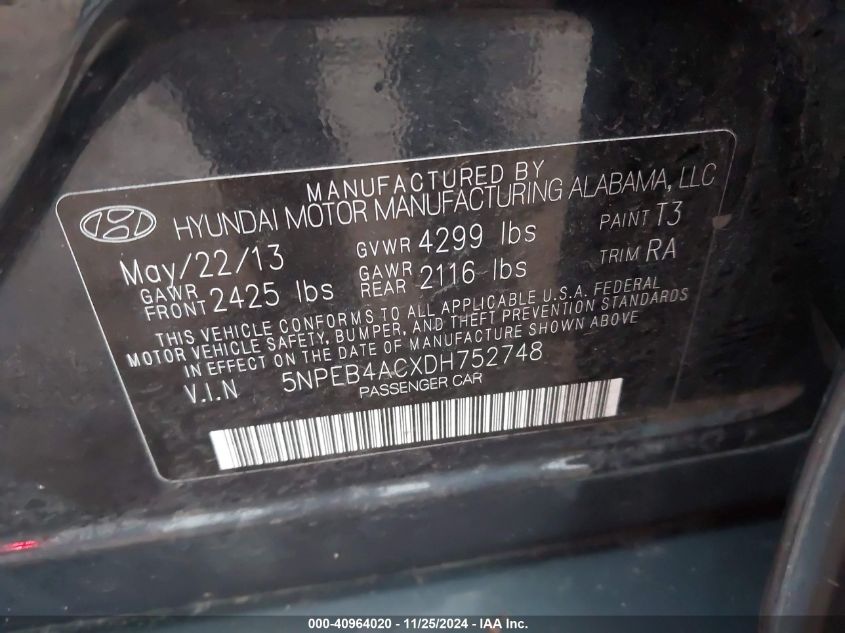 MANUFACTURED BY
HYUNDAI MOTOR MANUFACTURING ALABAMA, LLC
May/22/13 GVWR 4299 lbs PAINT T3
GAWR FRONT 2425 lbs GAWR REAR 2116 lbs TRIM RA
THIS VEHICLE CONFORMS TO ALL APPLICABLE U.S.A. FEDERAL
MOTOR VEHICLE SAFETY, BUMPER, AND THEFT PREVENTION STANDARDS
IN EFFECT ON THE DATE OF MANUFACTURE SHOWN ABOVE
V.I.N 5NPEB4ACXDH752748
PASSENGER CAR
000-40964020 - 11/25/2024 - IAA Inc.